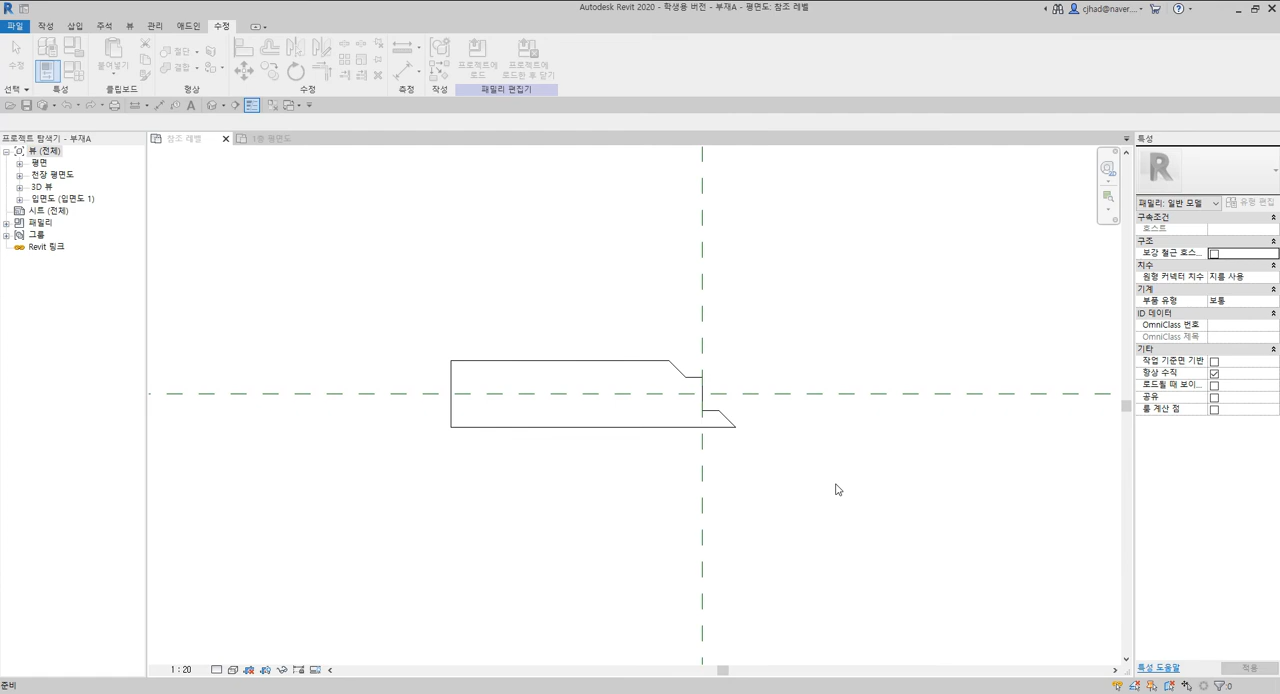 Autodesk Revit 2020 - 학생용 버전 - 부재A - 평면도: 참조 레벨
cjhad@naver....
파일 작성 삽입 주석 뷰 관리 애드인 수정
수정
붙여넣기
절단
결합
프로젝트에 로드
프로젝트에 로드한 후 닫기
선택 특성 클립보드 형상 수정 측정 작성 패밀리 편집기
프로젝트 탐색기 - 부재A
참조 레벨
1층 평면도
뷰 (전체)
평면
천장 평면도
3D 뷰
입면도 (입면도 1)
시트 (전체)
패밀리
그룹
Revit 링크
특성
패밀리: 일반 모델
유형 편집
구속조건
호스트
구조
보강 철근 호스...
치수
원형 커넥터 치수 지름 사용
기계
부품 유형 보통
ID 데이터
OmniClass 번호
OmniClass 제목
기타
작업 기준면 기반
항상 수직
로드될 때 보이...
공유
룸 계산 점
특성 도움말
적용
1 : 20
준비
:0